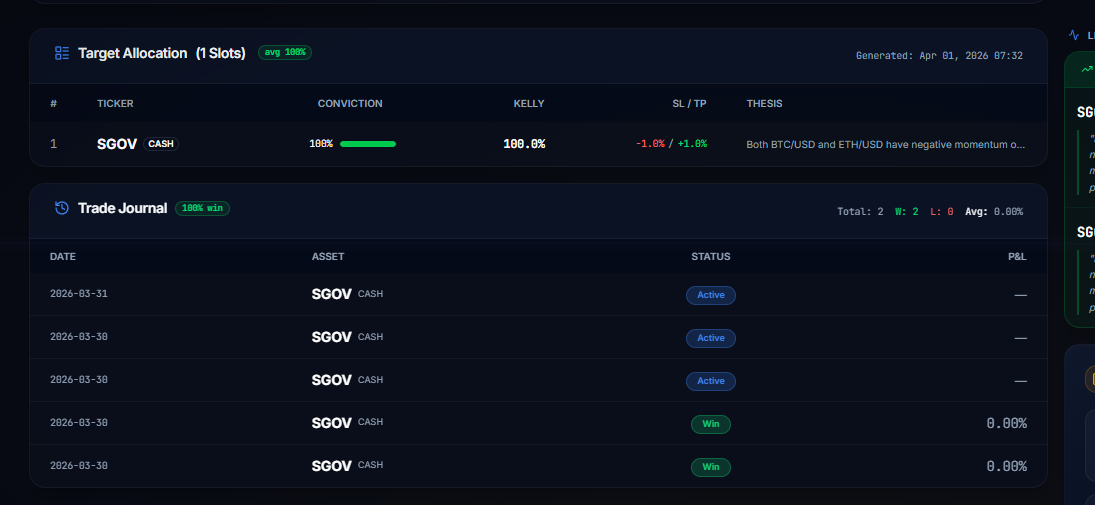 Target Allocation (1 Slots) avg 100% Generated: Apr 01, 2026 07:32
# TICKER CONVICTION KELLY SL / TP THESIS
1 SGOV CASH 100% 100.0% -1.0% / +1.0% Both BTC/USD and ETH/USD have negative momentum o...
Trade Journal 100% win Total: 2 W: 2 L: 0 Avg: 0.00%
DATE ASSET STATUS P&L
2026-03-31 SGOV CASH Active —
2026-03-30 SGOV CASH Active —
2026-03-30 SGOV CASH Active —
2026-03-30 SGOV CASH Win 0.00%
2026-03-30 SGOV CASH Win 0.00%